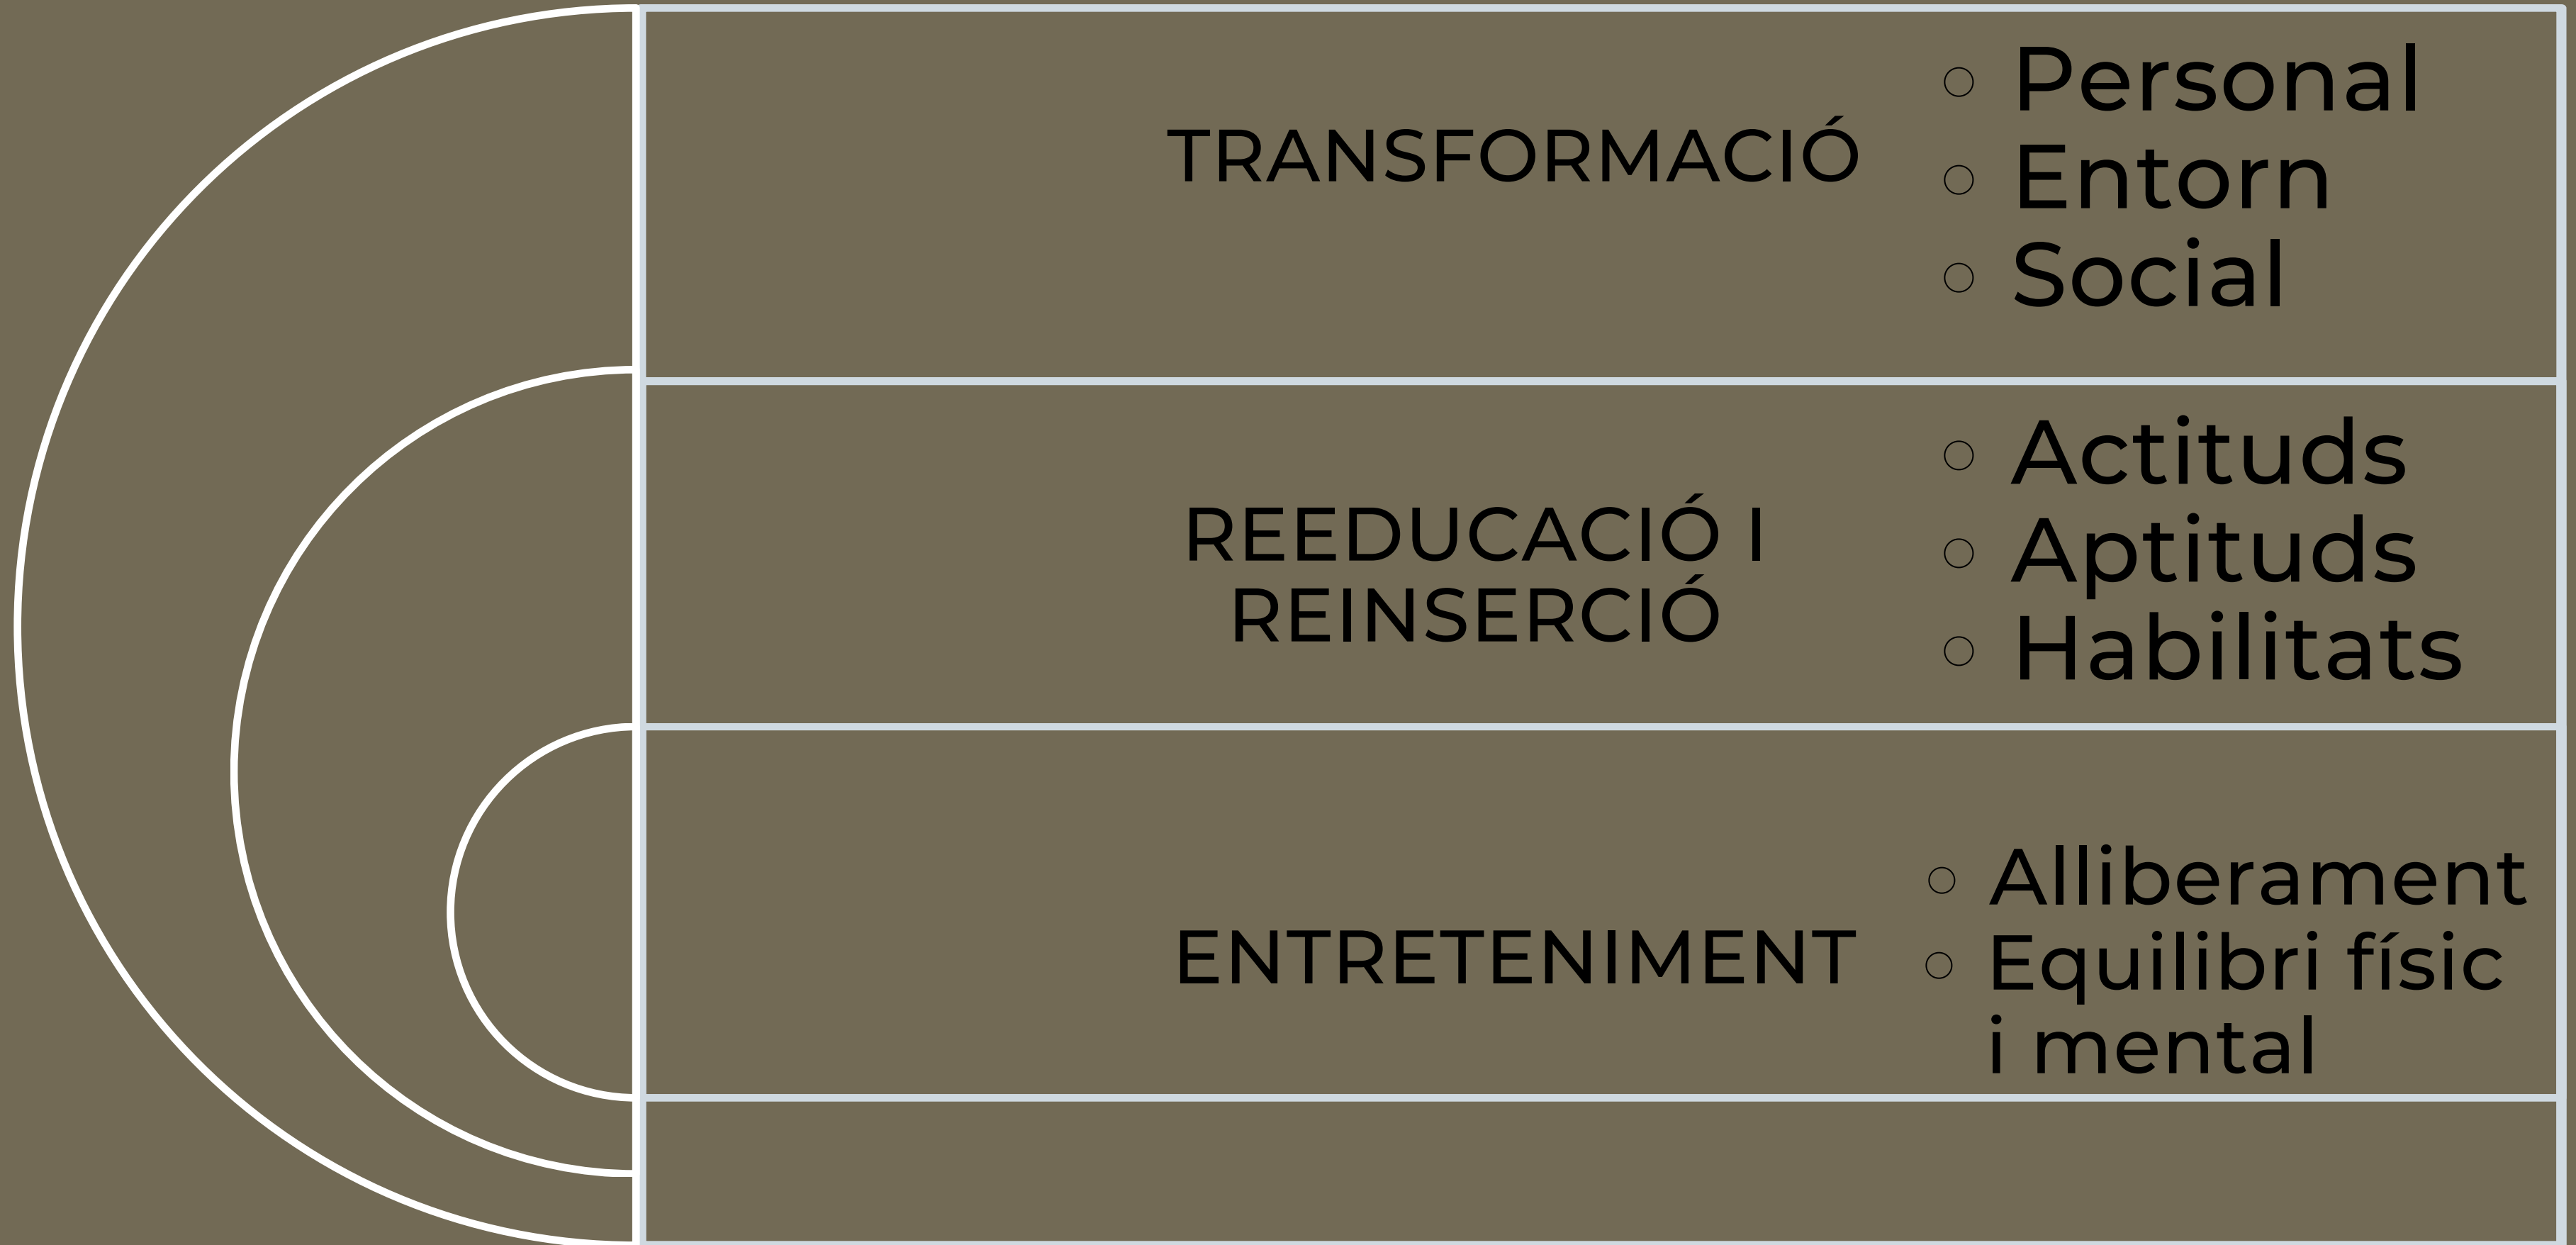 TRANSFORMACIÓ
○ Personal
○ Entorn
○ Social
REEDUCACIÓ I
REINSERCIÓ
○ Actituds
○ Aptituds
○ Habilitats
ENTRETENIMENT
○ Alliberament
○ Equilibri físic
i mental